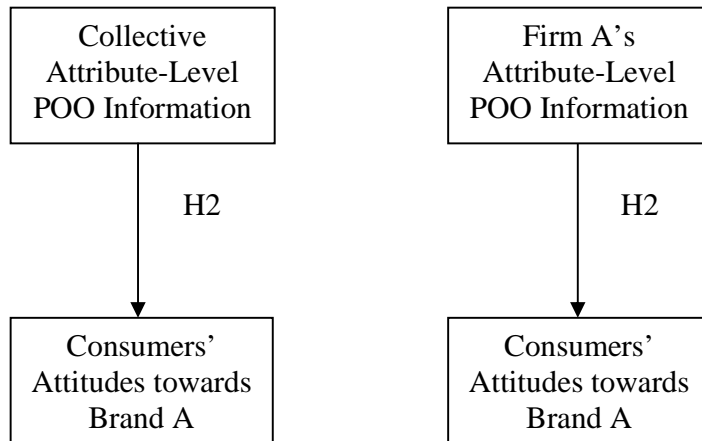 Collective
Attribute-Level
POO Information
Firm A's
Attribute-Level
POO Information
H2
H2
Consumers’
Attitudes towards
Brand A
Consumers’
Attitudes towards
Brand A